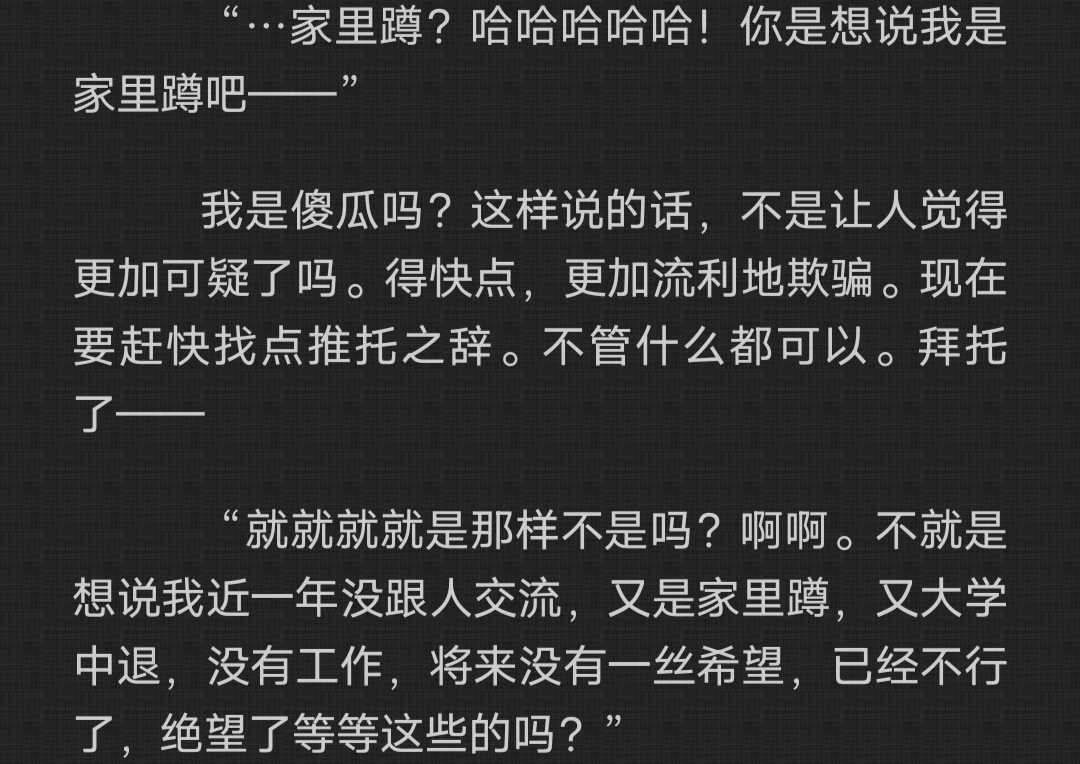 “…家里蹲？哈哈哈哈哈！你是想说我是
家里蹲吧——”
我是傻瓜吗？这样说的话，不是让人觉得
更加可疑了吗。得快点，更加流利地欺骗。现在
要赶快找点推托之辞。不管什么都可以。拜托
了——
“就就就就是那样不是吗？啊啊。不就是
想说我近一年没跟人交流，又是家里蹲，又大学
中退，没有工作，将来没有一丝希望，已经不行
了，绝望了等等这些的吗？”